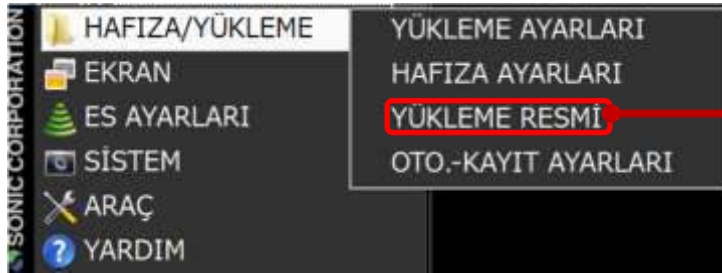 SONIC CORPORATION
HAFIZA/YÜKLEME
EKRAN
ES AYARLARI
SİSTEM
ARAÇ
YARDIM
YÜKLEME AYARLARI
HAFIZA AYARLARI
YÜKLEME RESMİ
OTO.-KAYIT AYARLARI